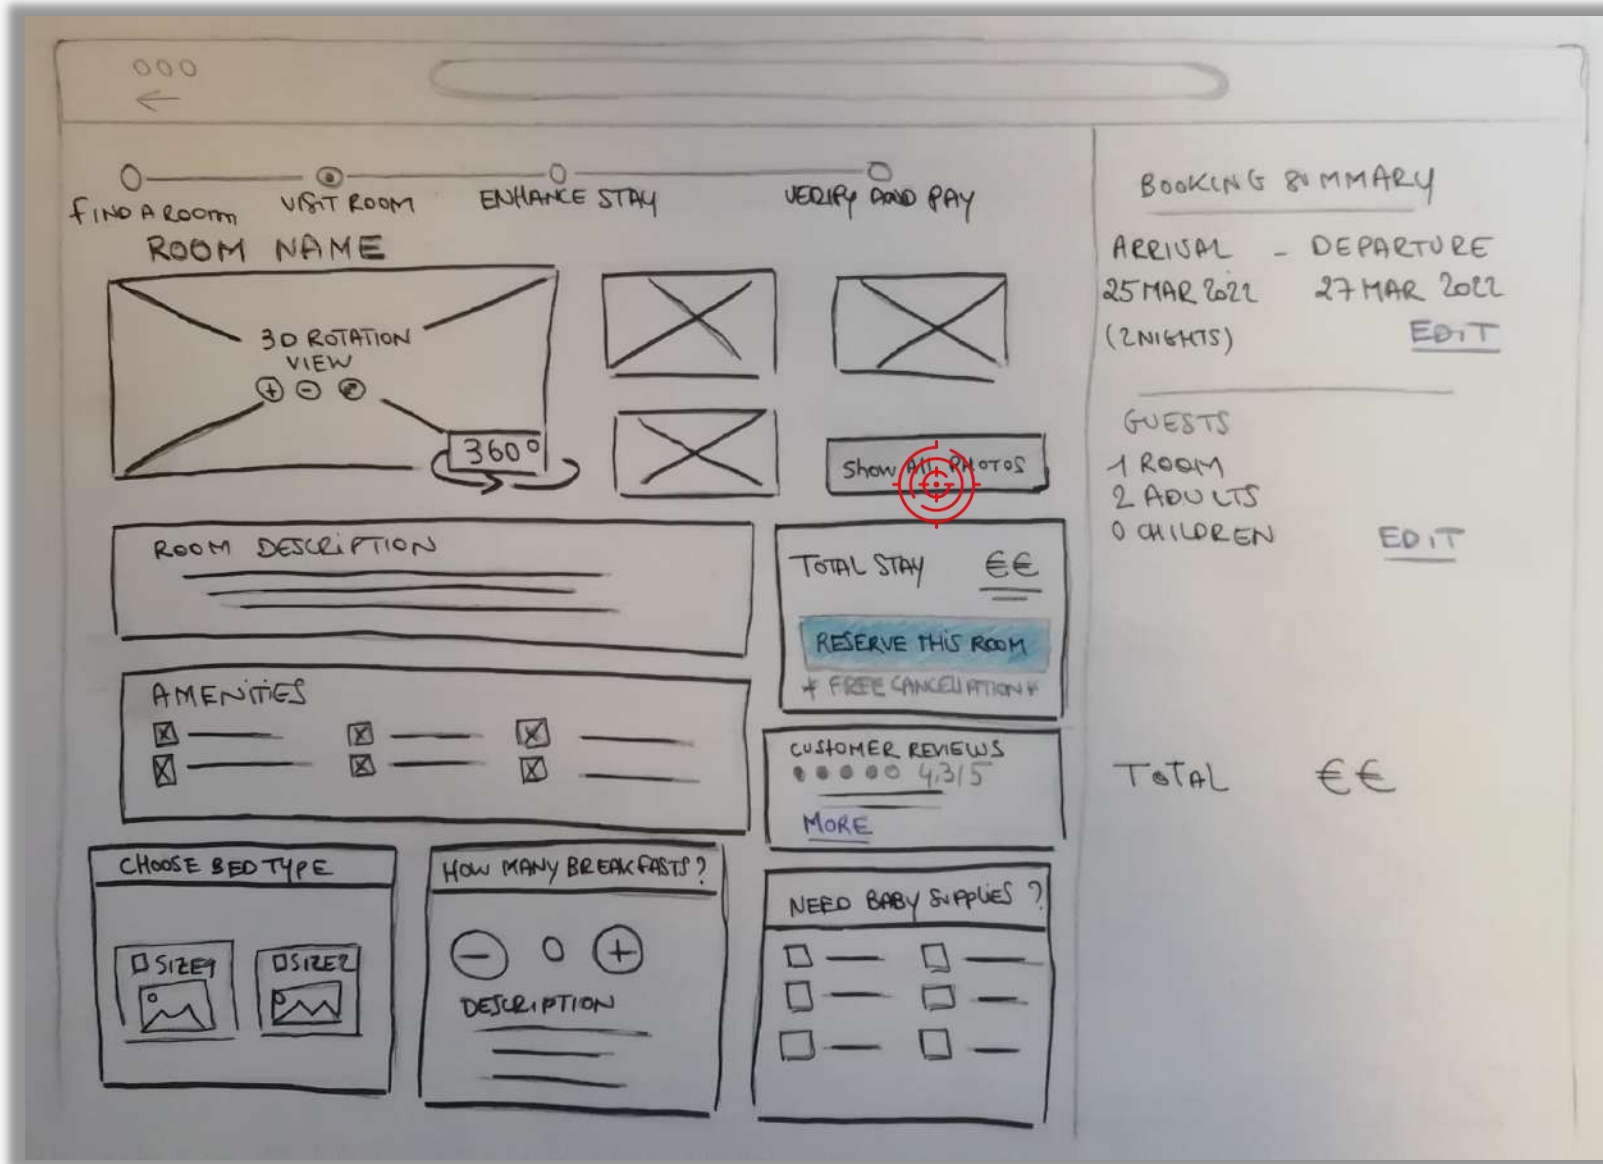 FIND A ROOM
VISIT ROOM
ENHANCE STAY
VERIFY AND PAY
ROOM NAME
3D ROTATION
VIEW
360°
Show All PHOTOS
ROOM DESCRIPTION
AMENITIES
TOTAL STAY €€
RESERVE THIS ROOM
* FREE CANCELLATION *
CUSTOMER REVIEWS
4,3/5
MORE
CHOOSE BED TYPE
SIZE1
SIZE2
HOW MANY BREAKFASTS?
- 0 +
DESCRIPTION
NEED BABY SUPPLIES ?
BOOKING SUMMARY
ARRIVAL - DEPARTURE
25 MAR 2022 27 MAR 2022
(2NIGHTS) EDIT
GUESTS
1 ROOM
2 ADULTS
0 CHILDREN EDIT
TOTAL €€